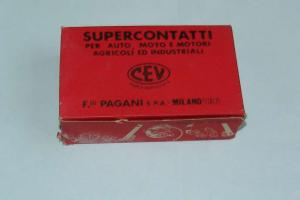 SUPERCONTATTI
PER AUTO, MOTO E MOTORI
AGRICOLI ED INDUSTRIALI
CEV
F.LLI PAGANI S.P.A. - MILANO